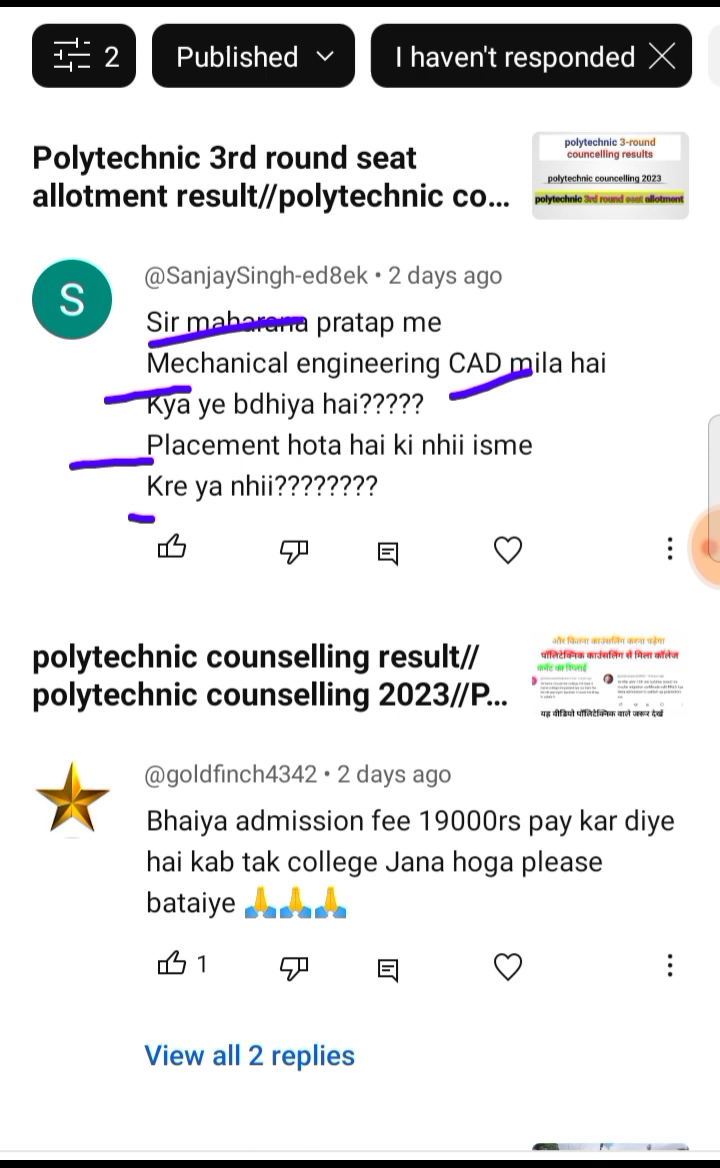 2
Published
I haven't responded
Polytechnic 3rd round seat
allotment result//polytechnic co...
polytechnic 3-round
councelling results
polytechnic councelling 2023
polytechnic 3rd round seat allotment
S
@SanjaySingh-ed8ek • 2 days ago
Sir maharana pratap me
Mechanical engineering CAD mila hai
Kya ye bdhiya hai?????
Placement hota hai ki nhii isme
Kre ya nhii????????
polytechnic counselling result//
polytechnic counselling 2023//P...
और कितना काउंसलिंग करना पड़ेगा
पॉलिटेक्निक काउंसलिंग से मिला कॉलेज
कमेंट का रिप्लाई
यह वीडियो पॉलिटेक्निक वाले जरूर देखें
@goldfinch4342 • 2 days ago
Bhaiya admission fee 19000rs pay kar diye
hai kab tak college Jana hoga please
bataiye 🙏🙏🙏
1
View all 2 replies